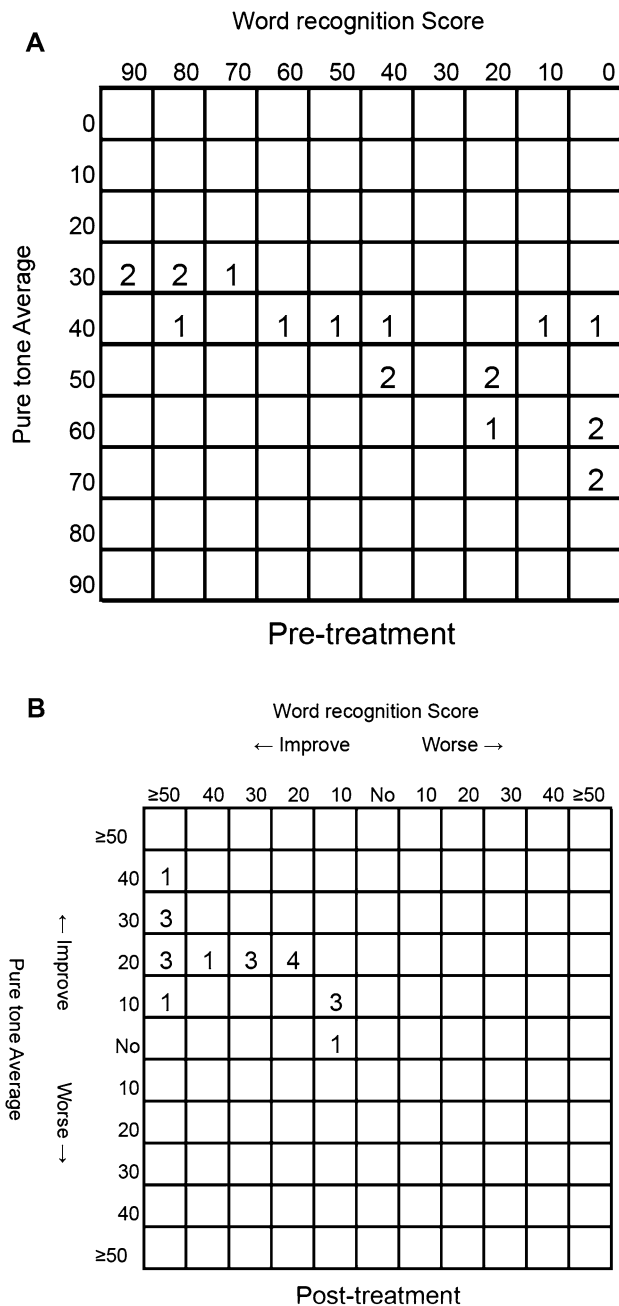 Word recognition Score
A
90 80 70 60 50 40 30 20 10 0
0
10
20
30 2 2 1
40 1 1 1 1 1 1
50 2 2
60 1 2
70 2
80
90
Pure tone Average
Pre-treatment
B
Word recognition Score
← Improve Worse →
≥50 40 30 20 10 No 10 20 30 40 ≥50
≥50
40 1
30 3
20 3 1 3 4
10 1 3
No 1
10
20
30
40
≥50
Pure tone Average
← Improve Worse →
Post-treatment